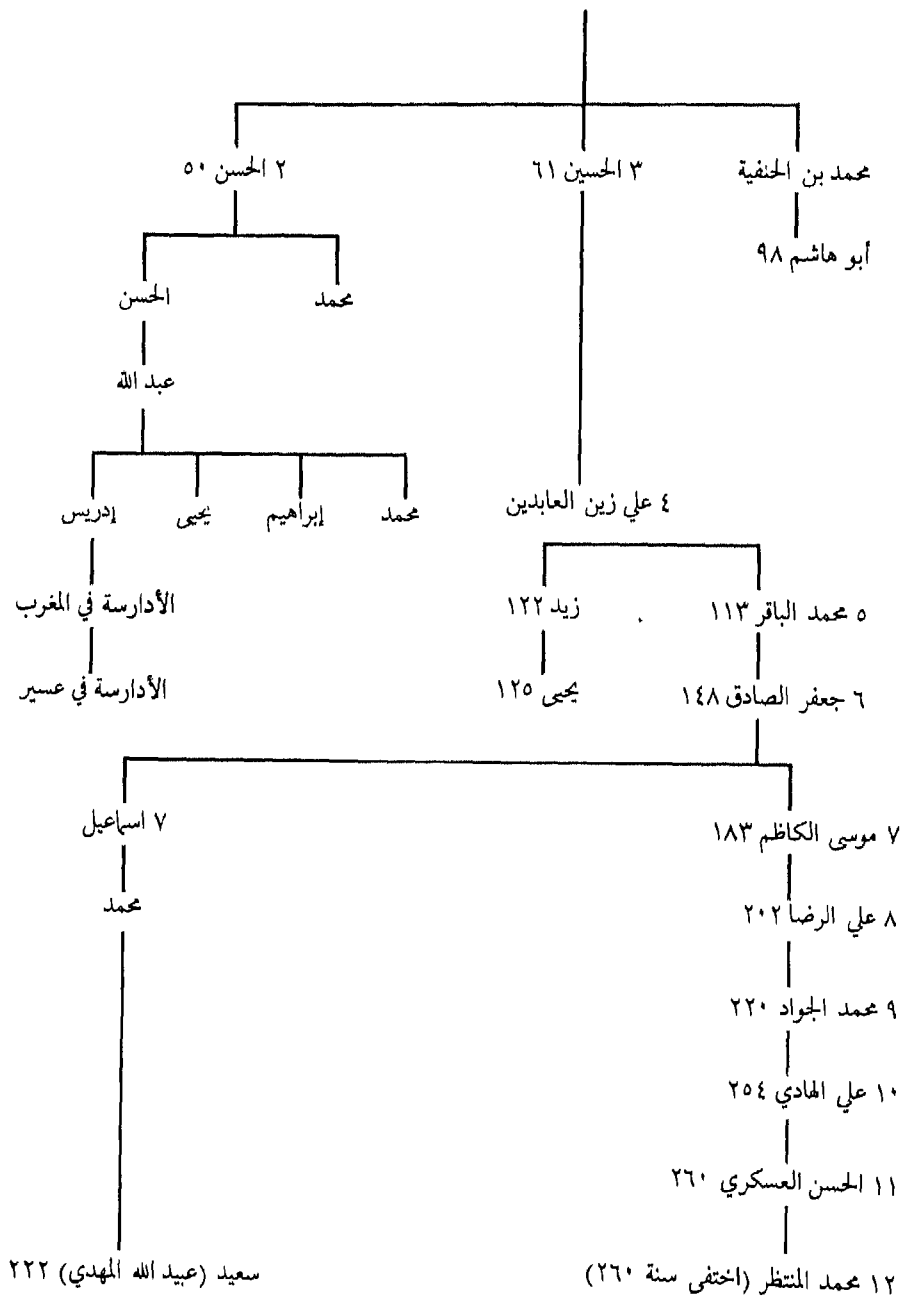 محمد بن الحنفية
٣ الحسين ٦١
٢ الحسن ٥٠
أبو هاشم ٩٨
محمد
الحسن
عبد الله
محمد
إبراهيم
يحيى
إدريس
٤ علي زين العابدين
٥ محمد الباقر ١١٣
زيد ١٢٢
الأدارسة في المغرب
٦ جعفر الصادق ١٤٨
يحيى ١٢٥
الأدارسة في عسير
٧ موسى الكاظم ١٨٣
٧ اسماعيل
٨ علي الرضا ٢٠٢
محمد
٩ محمد الجواد ٢٢٠
١٠ علي الهادي ٢٥٤
١١ الحسن العسكري ٢٦٠
١٢ محمد المنتظر (اختفى سنة ٢٦٠)
سعيد (عبيد الله المهدي) ٢٢٢